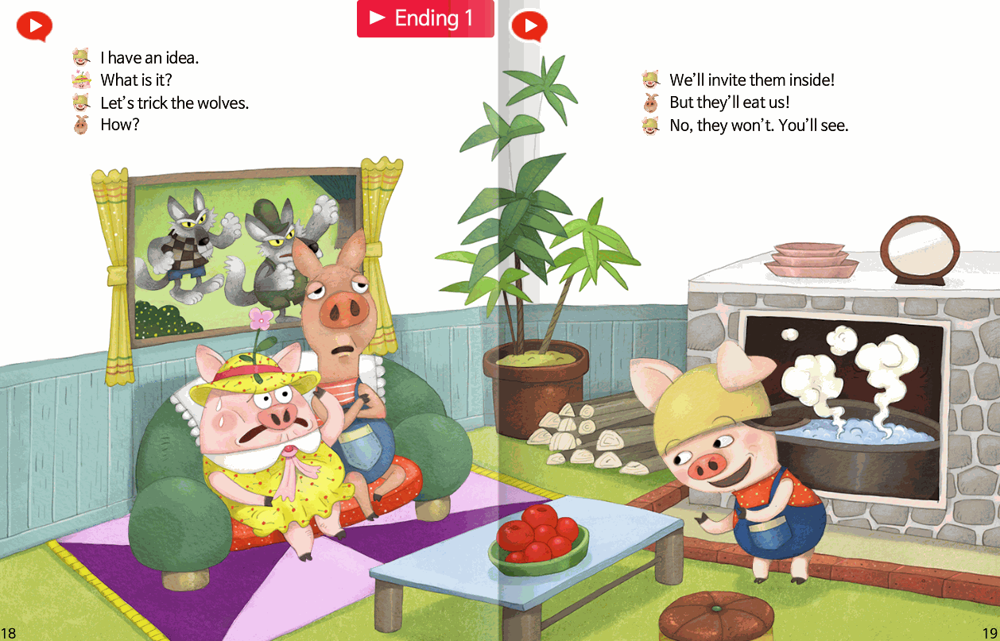 Ending 1
I have an idea.
What is it?
Let's trick the wolves.
How?
We'll invite them inside!
But they'll eat us!
No, they won't. You'll see.
18
19